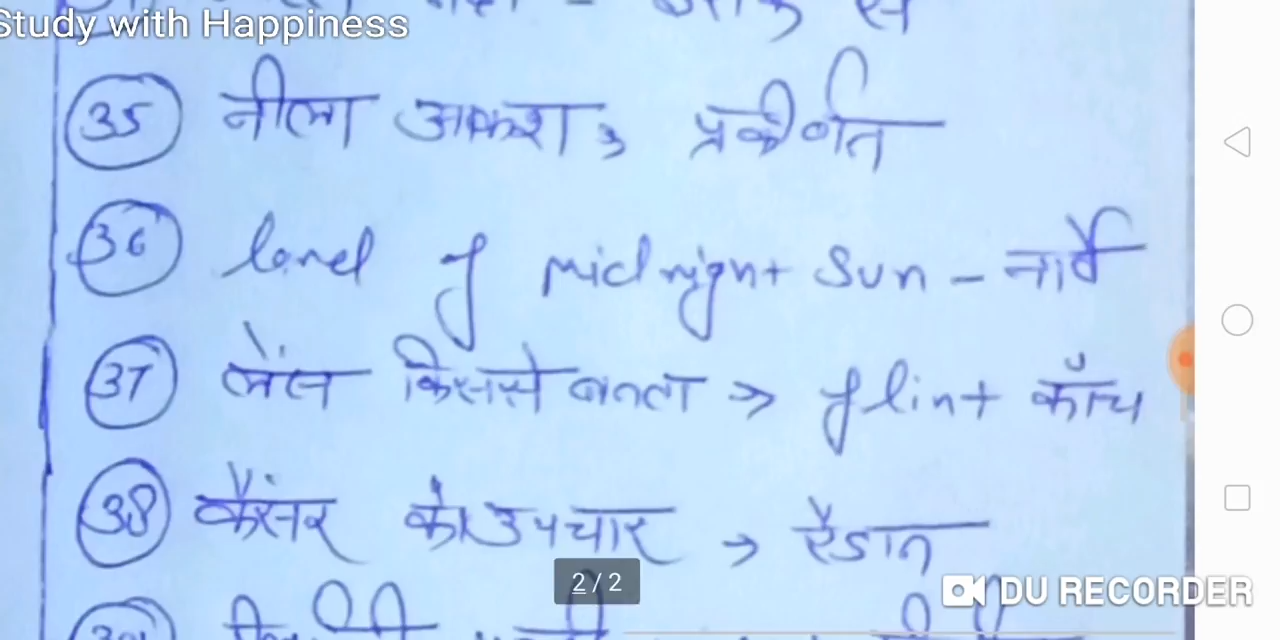 Study with Happiness
35 नीला आकाश → प्रकीर्णन
36 land of midnight sun - नार्वे
37 लेंस किससे बनता → flint काँच
38 कैंसर को उपचार → रैडान
2/2
DU RECORDER